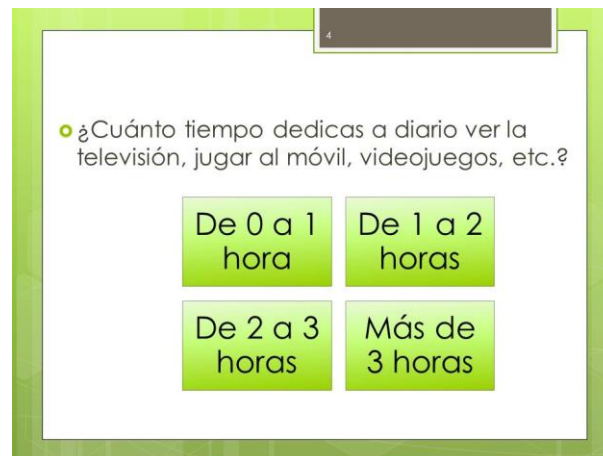 4
¿Cuánto tiempo dedicas a diario ver la
televisión, jugar al móvil, videojuegos, etc.?
De 0 a 1
hora
De 1 a 2
horas
De 2 a 3
horas
Más de
3 horas